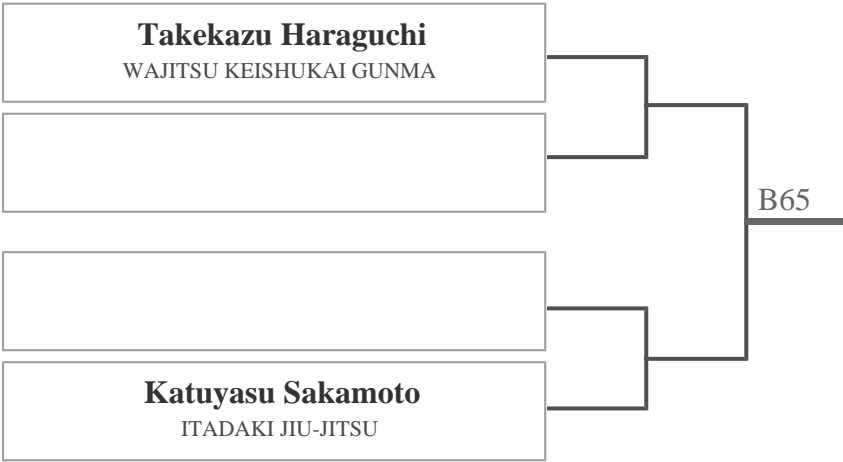 Takekazu Haraguchi
WAJITSU KEISHUKAI GUNMA
B65
Katuyasu Sakamoto
ITADAKI JIU-JITSU